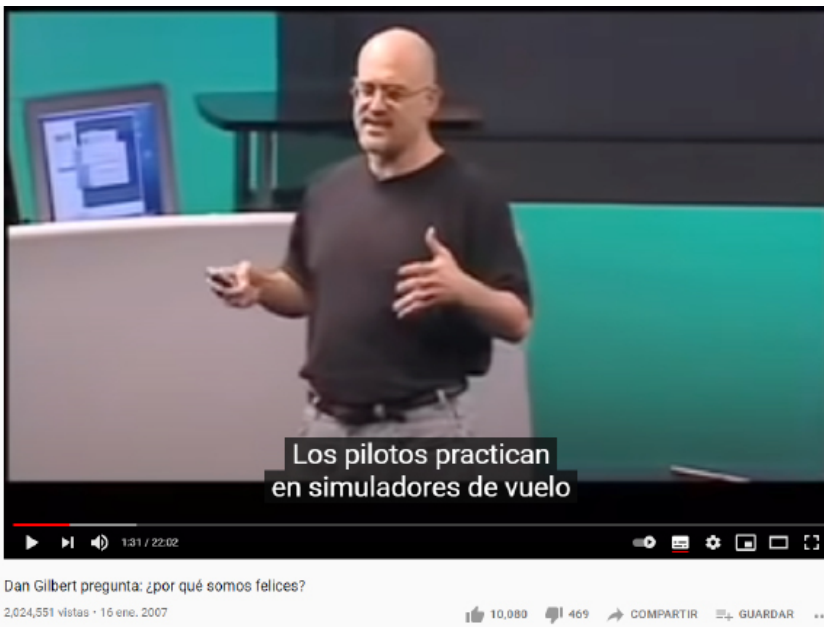 Los pilotos practican
en simuladores de vuelo
1:31 / 22:02
Dan Gilbert pregunta: ¿por qué somos felices?
2,024,551 vistas • 16 ene. 2007
10,080 469 COMPARTIR GUARDAR